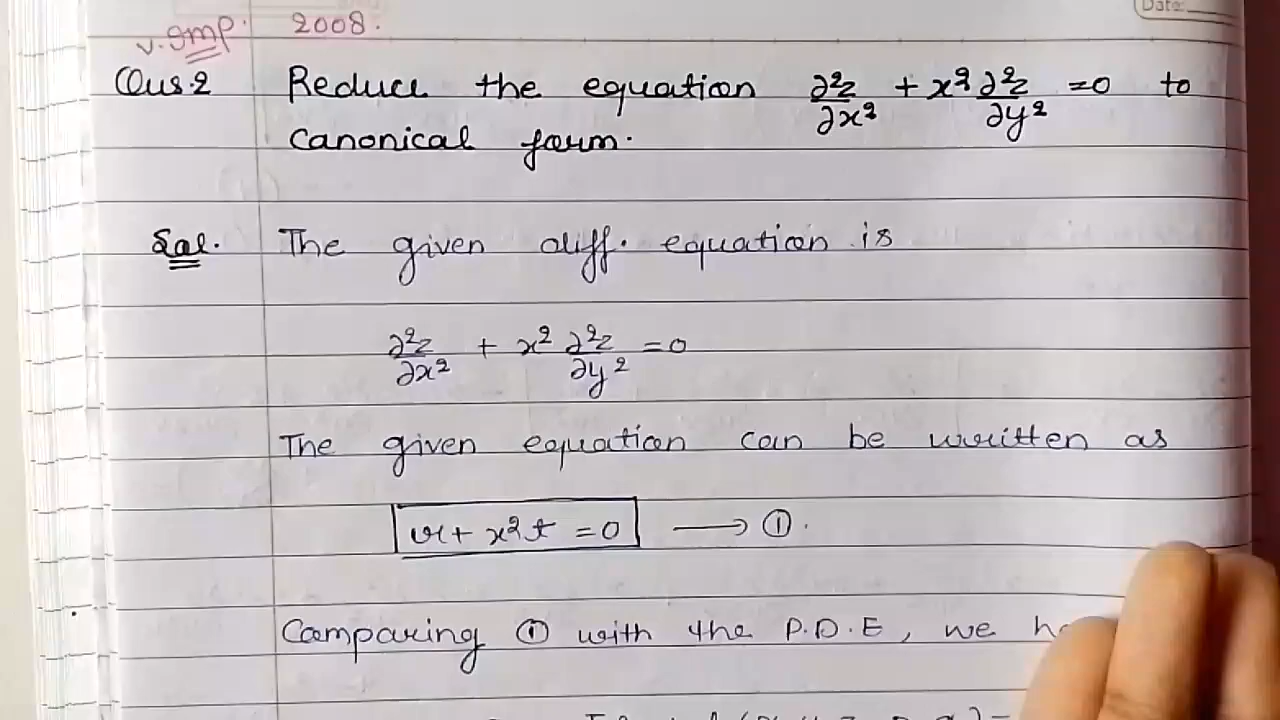 Date:
v. Imp. 2008.
Ques.2 Reduce the equation ∂²z/∂x² + x² ∂²z/∂y² = 0 to
canonical form.
Sol. The given diff. equation is
∂²z/∂x² + x² ∂²z/∂y² = 0
The given equation can be written as
r + x²t = 0 → ①.
Comparing ① with the P.D.E, we